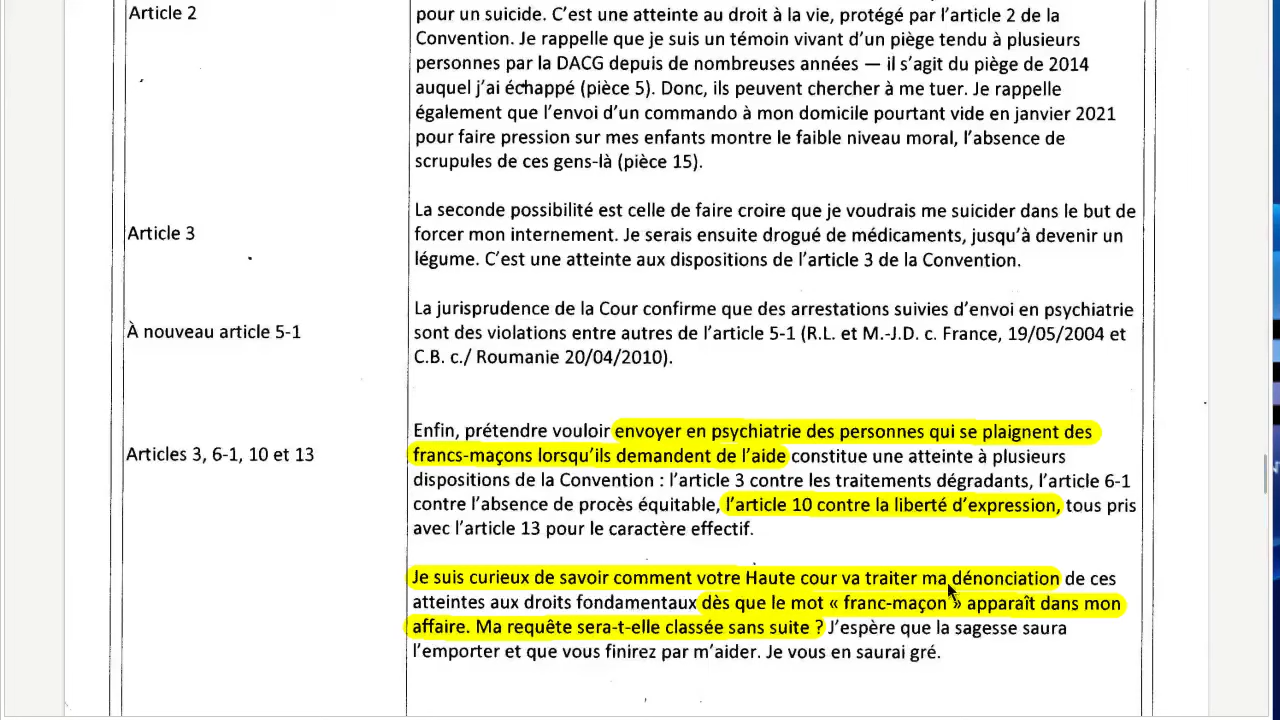 Article 2
pour un suicide. C’est une atteinte au droit à la vie, protégé par l’article 2 de la
Convention. Je rappelle que je suis un témoin vivant d’un piège tendu à plusieurs
personnes par la DACG depuis de nombreuses années — il s’agit du piège de 2014
auquel j’ai échappé (pièce 5). Donc, ils peuvent chercher à me tuer. Je rappelle
également que l’envoi d’un commando à mon domicile pourtant vide en janvier 2021
pour faire pression sur mes enfants montre le faible niveau moral, l’absence de
scrupules de ces gens-là (pièce 15).
Article 3
La seconde possibilité est celle de faire croire que je voudrais me suicider dans le but de
forcer mon internement. Je serais ensuite drogué de médicaments, jusqu’à devenir un
légume. C’est une atteinte aux dispositions de l’article 3 de la Convention.
À nouveau article 5-1
La jurisprudence de la Cour confirme que des arrestations suivies d’envoi en psychiatrie
sont des violations entre autres de l’article 5-1 (R.L. et M.-J.D. c. France, 19/05/2004 et
C.B. c./ Roumanie 20/04/2010).
Articles 3, 6-1, 10 et 13
Enfin, prétendre vouloir envoyer en psychiatrie des personnes qui se plaignent des
francs-maçons lorsqu’ils demandent de l’aide constitue une atteinte à plusieurs
dispositions de la Convention : l’article 3 contre les traitements dégradants, l’article 6-1
contre l’absence de procès équitable, l’article 10 contre la liberté d’expression, tous pris
avec l’article 13 pour le caractère effectif.
Je suis curieux de savoir comment votre Haute cour va traiter ma dénonciation de ces
atteintes aux droits fondamentaux dès que le mot « franc-maçon » apparaît dans mon
affaire. Ma requête sera-t-elle classée sans suite ? J’espère que la sagesse saura
l’emporter et que vous finirez par m’aider. Je vous en saurai gré.